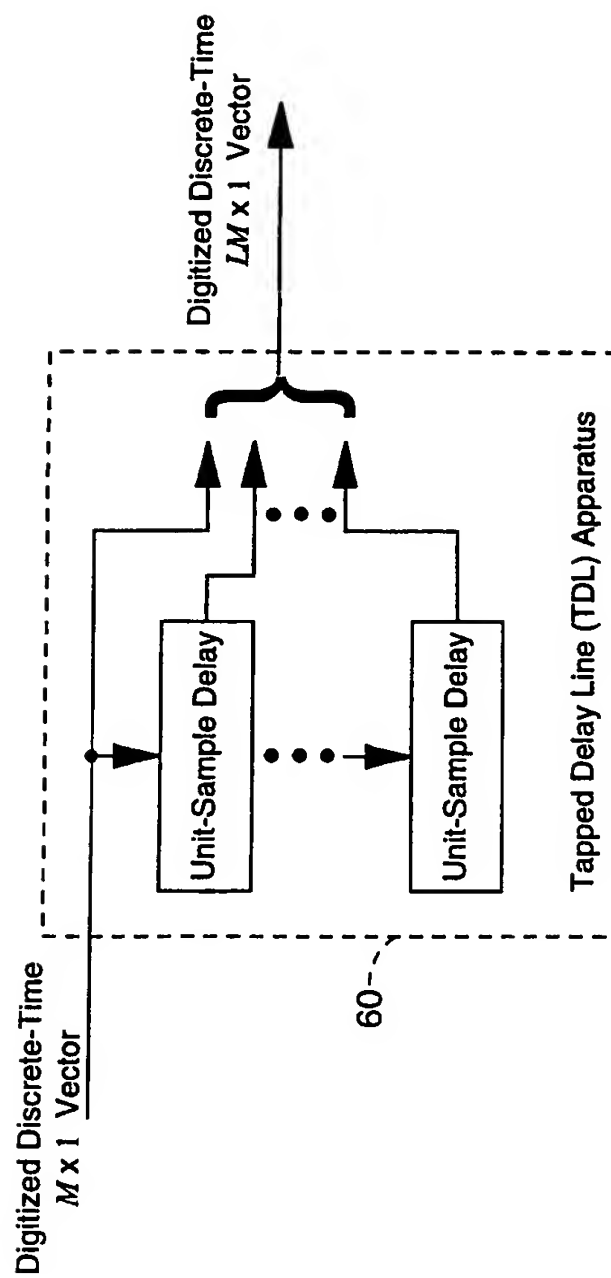 Digitized Discrete-Time
M x 1 Vector
60
Unit-Sample Delay
Unit-Sample Delay
Digitized Discrete-Time
LM x 1 Vector
Tapped Delay Line (TDL) Apparatus